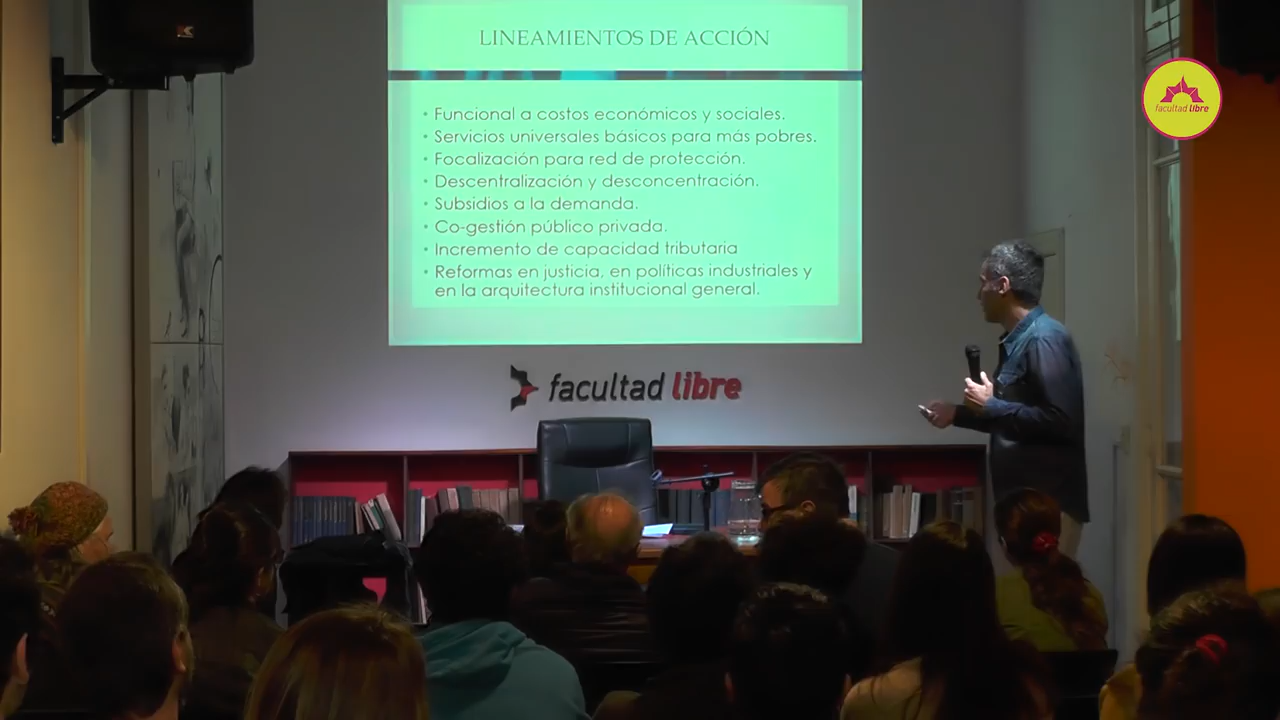 LINEAMIENTOS DE ACCIÓN
• Funcional a costos económicos y sociales.
• Servicios universales básicos para más pobres.
• Focalización para red de protección.
• Descentralización y desconcentración.
• Subsidios a la demanda.
• Co-gestión público privada.
• Incremento de capacidad tributaria
• Reformas en justicia, en políticas industriales y
en la arquitectura institucional general.
facultad libre
facultad libre